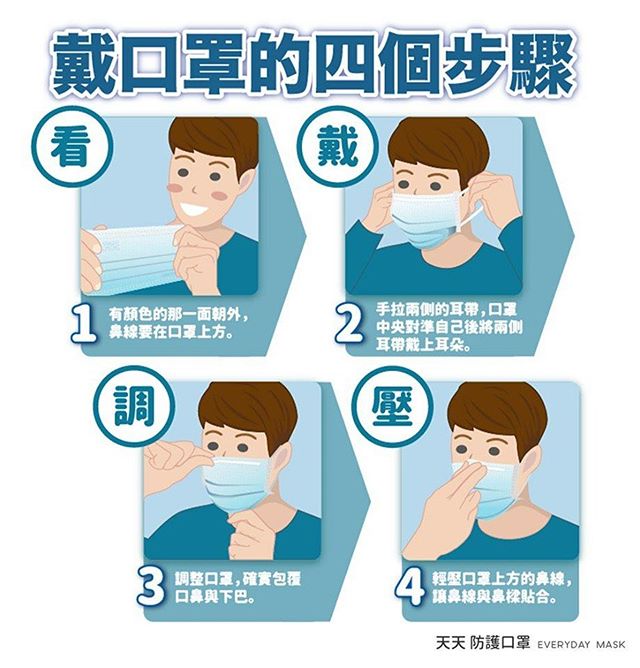 戴口罩的四個步驟
看
1
有顏色的那一面朝外，
鼻線要在口罩上方。
戴
2
手拉兩側的耳帶，口罩
中央對準自己後將兩側
耳帶戴上耳朵。
調
3
調整口罩，確實包覆
口鼻與下巴。
壓
4
輕壓口罩上方的鼻線，
讓鼻線與鼻樑貼合。
天天 防護口罩 EVERYDAY MASK